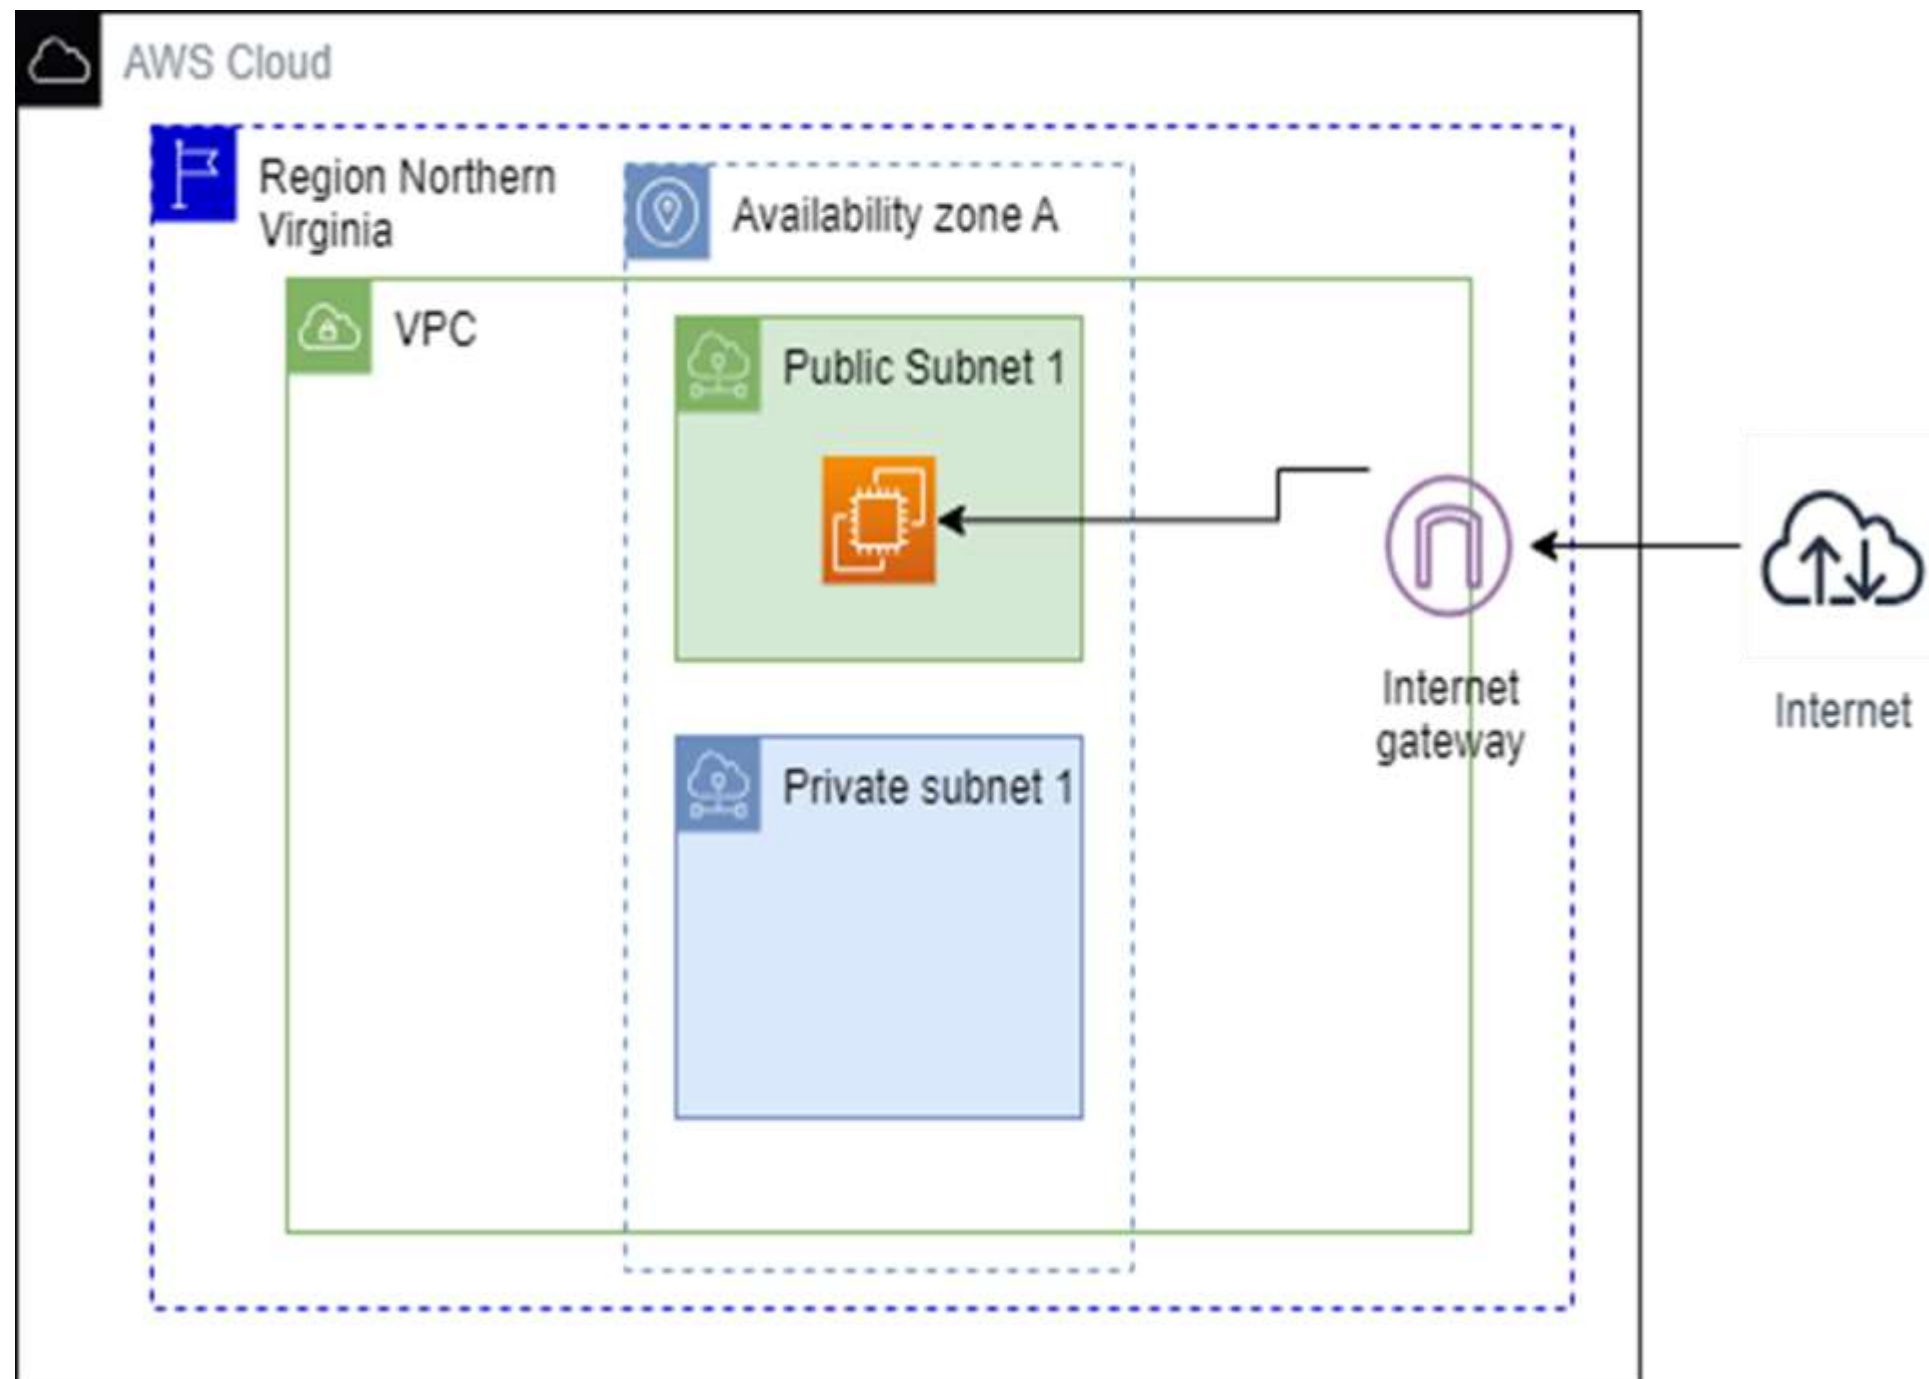 AWS Cloud
Region Northern
Virginia
Availability zone A
VPC
Public Subnet 1
Internet
gateway
Internet
Private subnet 1